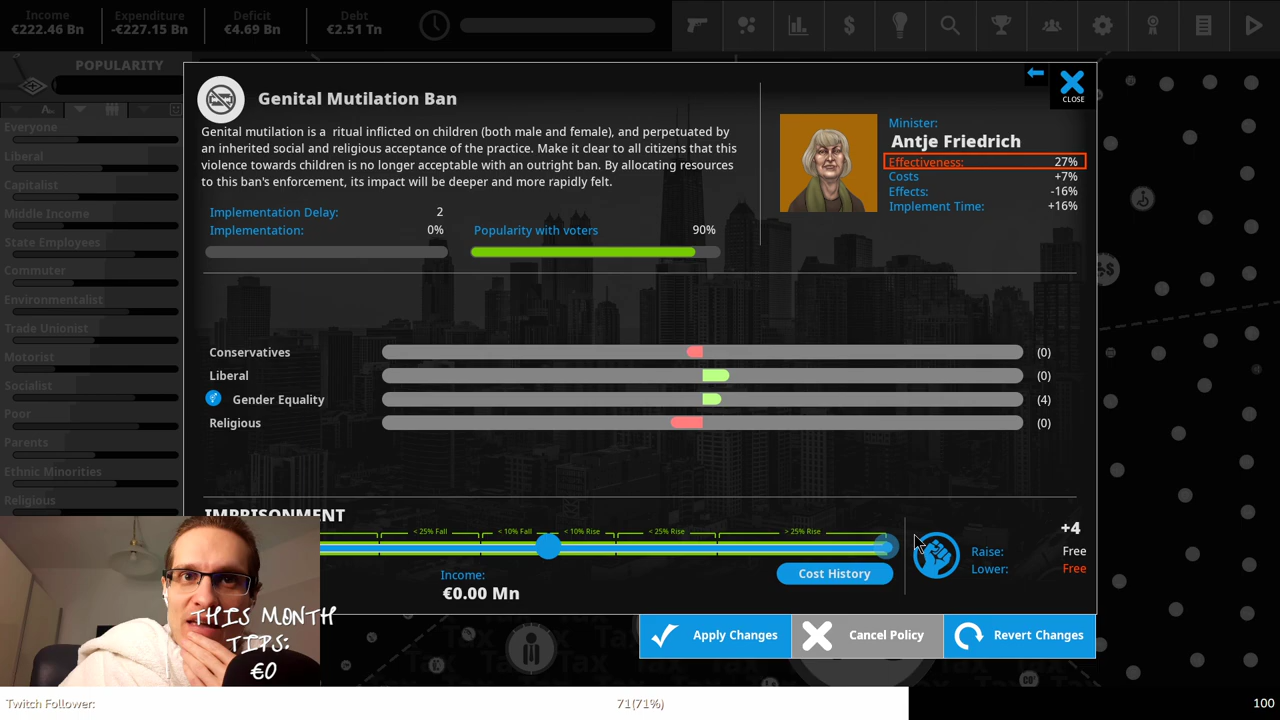 Income Expenditure Deficit Debt
€222.46 Bn -€227.15 Bn €4.69 Bn €2.51 Tn
POPULARITY
Everyone
Liberal
Capitalist
Middle Income
State Employees
Commuter
Environmentalist
Trade Unionist
Motorist
Socialist
Poor
Parents
Ethnic Minorities
Religious
Genital Mutilation Ban
Genital mutilation is a ritual inflicted on children (both male and female), and perpetuated by
an inherited social and religious acceptance of the practice. Make it clear to all citizens that this
violence towards children is no longer acceptable with an outright ban. By allocating resources
to this ban's enforcement, its impact will be deeper and more rapidly felt.
Implementation Delay: 2
Implementation: 0%
Popularity with voters 90%
CLOSE
Minister:
Antje Friedrich
Effectiveness: 27%
Costs +7%
Effects: -16%
Implement Time: +16%
Conservatives (0)
Liberal (0)
Gender Equality (4)
Religious (0)
IMPRISONMENT
< 25% Fall < 10% Fall < 10% Rise < 25% Rise > 25% Rise
Income:
€0.00 Mn
Cost History
+4
Raise: Free
Lower: Free
Apply Changes Cancel Policy Revert Changes
THIS MONTH
TIPS:
€0
Tax Tax Tax
Twitch Follower: 71(71%) 100